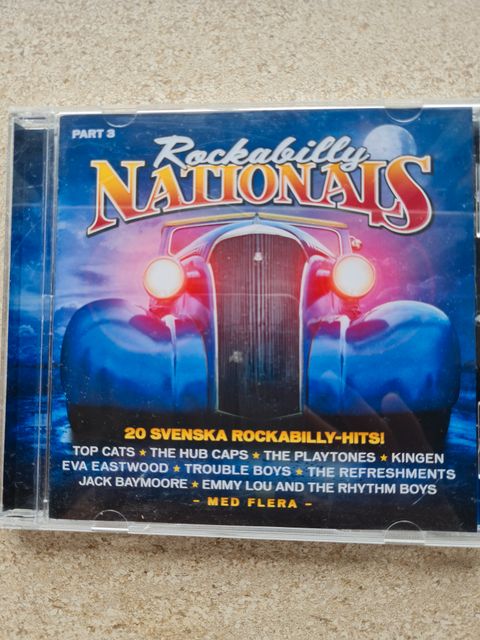 PART 3
Rockabilly
NATIONALS
20 SVENSKA ROCKABILLY-HITS!
TOP CATS ★ THE HUB CAPS ★ THE PLAYTONES ★ KINGEN
EVA EASTWOOD ★ TROUBLE BOYS ★ THE REFRESHMENTS
JACK BAYMOORE ★ EMMY LOU AND THE RHYTHM BOYS
- MED FLERA -